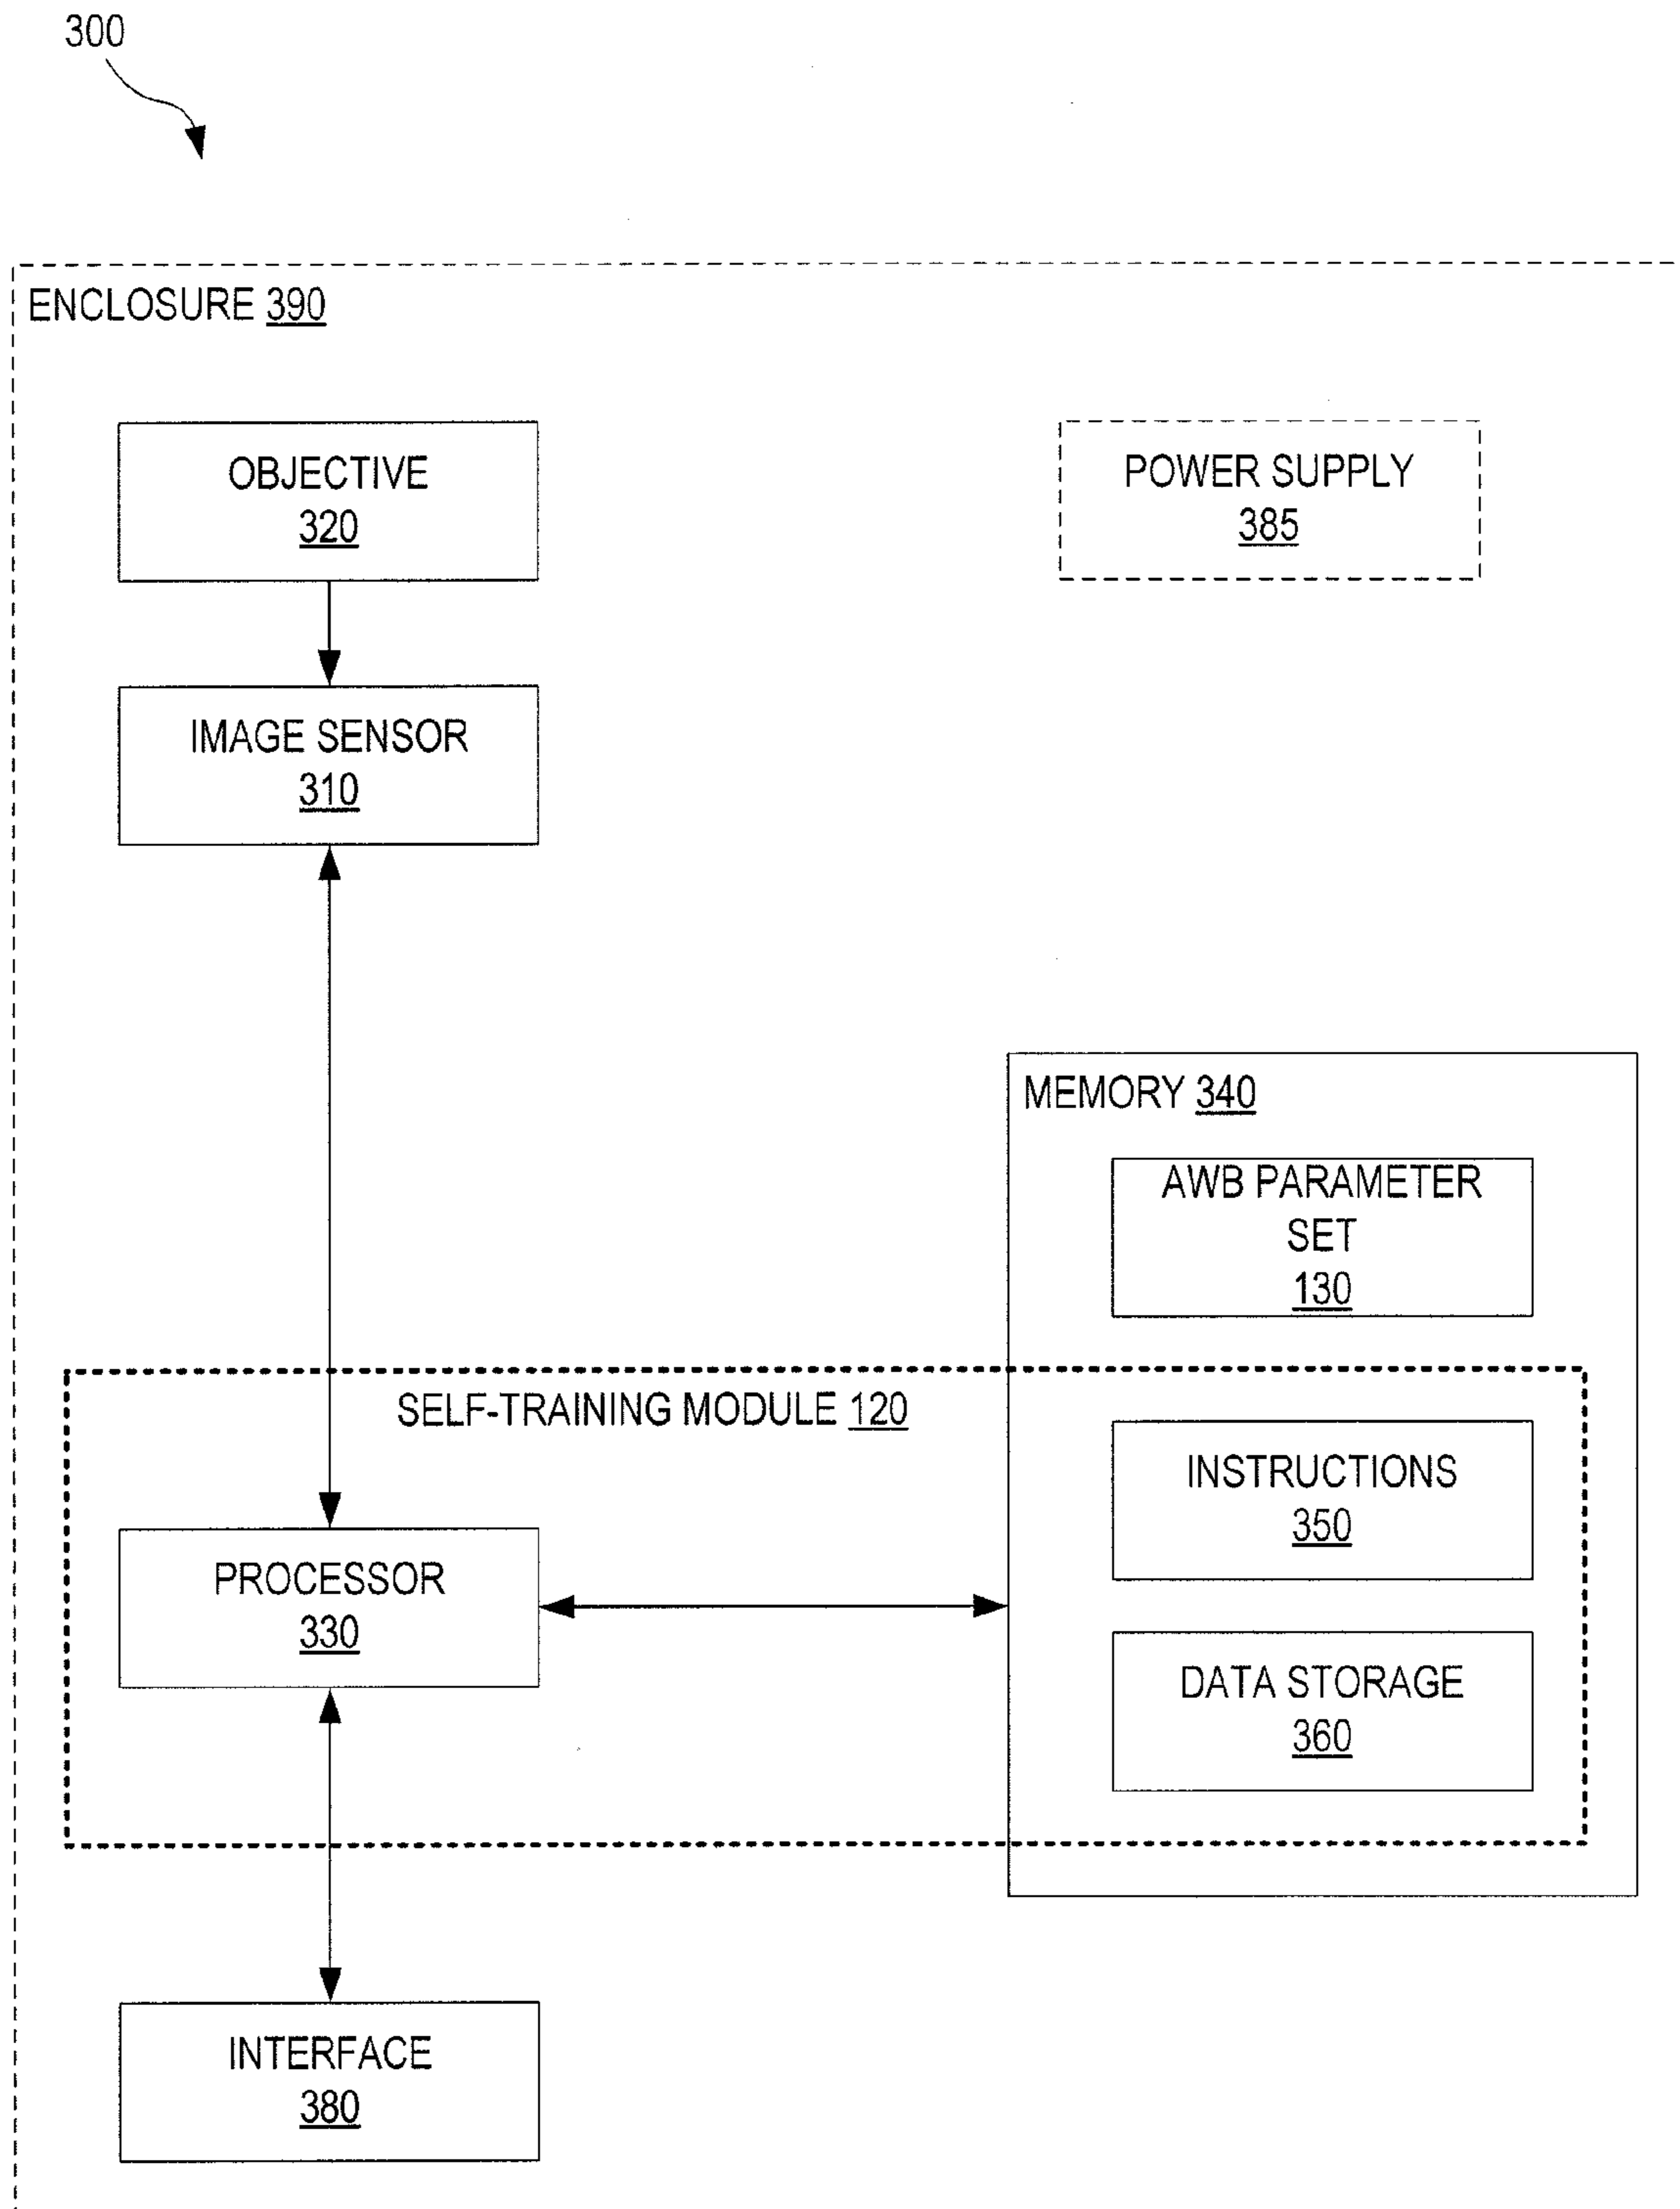 300
ENCLOSURE 390
OBJECTIVE
320
POWER SUPPLY
385
IMAGE SENSOR
310
MEMORY 340
AWB PARAMETER
SET
130
SELF-TRAINING MODULE 120
INSTRUCTIONS
350
PROCESSOR
330
DATA STORAGE
360
INTERFACE
380